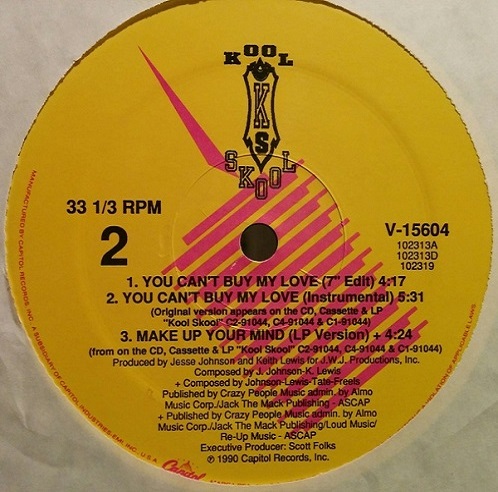 KOOL
K
S
SKOOL
33 1/3 RPM
2
V-15604
102313A
102313D
102319
1. YOU CAN'T BUY MY LOVE (7" Edit) 4:17
2. YOU CAN'T BUY MY LOVE (Instrumental) 5:31
(Original version appears on the CD, Cassette & LP
"Kool Skool" C2-91044, C4-91044 & C1-91044)
3. MAKE UP YOUR MIND (LP Version) + 4:24
(from on the CD, Cassette & LP "Kool Skool" C2-91044, C4-91044 & C1-91044)
Produced by Jesse Johnson and Keith Lewis for J.W.J. Productions, Inc.
Composed by J. Johnson-K. Lewis
+ Composed by Johnson-Lewis-Tate-Freels
Published by Crazy People Music admin. by Almo
Music Corp./Jack The Mack Publishing - ASCAP
+ Published by Crazy People Music admin. by Almo
Music Corp./Jack The Mack Publishing/Loud Music/
Re-Up Music - ASCAP
Executive Producer: Scott Folks
℗ 1990 Capitol Records, Inc.
MANUFACTURED BY CAPITOL RECORDS, INC., A SUBSIDIARY OF CAPITOL INDUSTRIES-EMI, INC.
Capitol
APPLICABLE LAWS